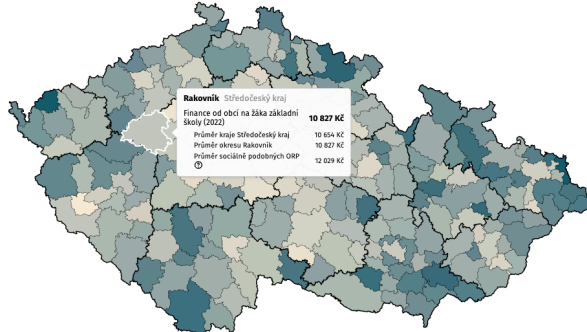 Rakovník Středočeský kraj
Finance od obcí na žáka základní
školy (2022) 10 827 Kč
Průměr kraje Středočeský kraj 10 654 Kč
Průměr okresu Rakovník 10 827 Kč
Průměr sociálně podobných ORP 12 029 Kč
?